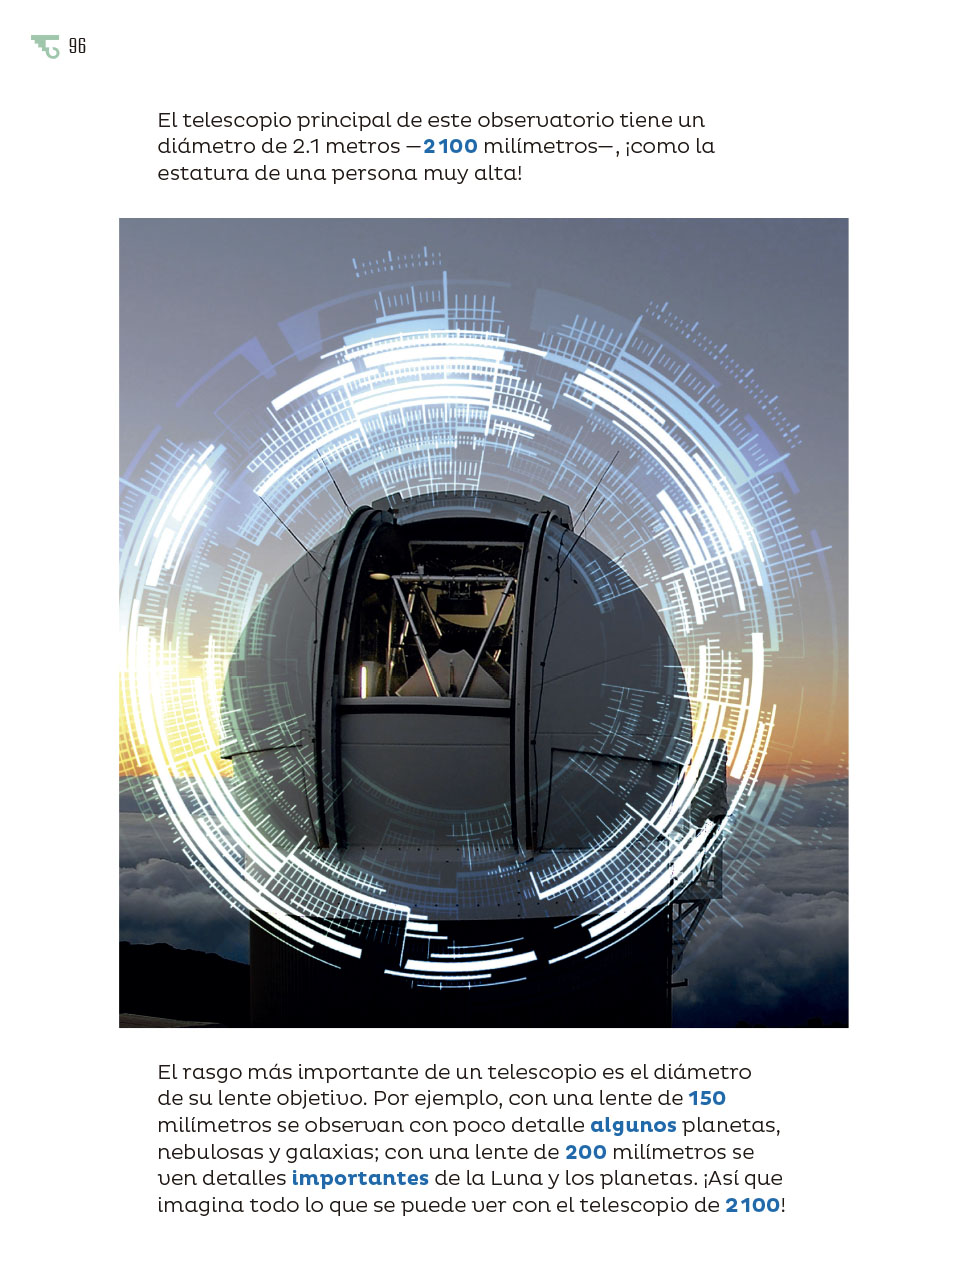 96
El telescopio principal de este observatorio tiene un
diámetro de 2.1 metros —2 100 milímetros—, ¡como la
estatura de una persona muy alta!
El rasgo más importante de un telescopio es el diámetro
de su lente objetivo. Por ejemplo, con una lente de 150
milímetros se observan con poco detalle algunos planetas,
nebulosas y galaxias; con una lente de 200 milímetros se
ven detalles importantes de la Luna y los planetas. ¡Así que
imagina todo lo que se puede ver con el telescopio de 2 100!